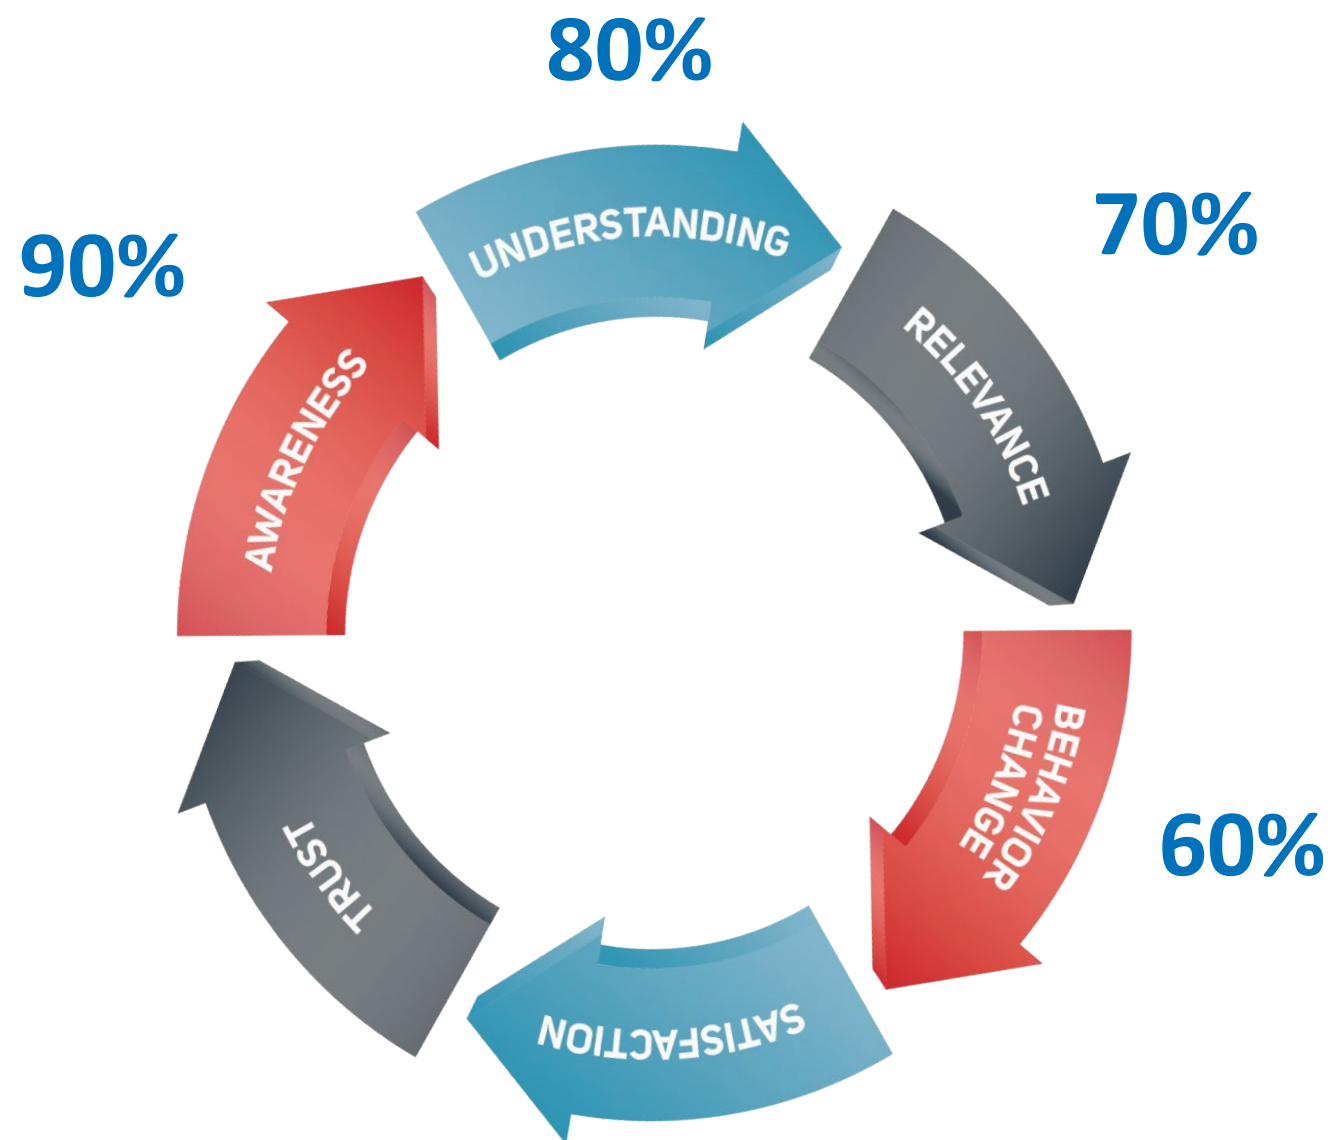 80%
UNDERSTANDING
70%
RELEVANCE
60%
BEHAVIOR
CHANGE
SATISFACTION
TRUST
90%
AWARENESS